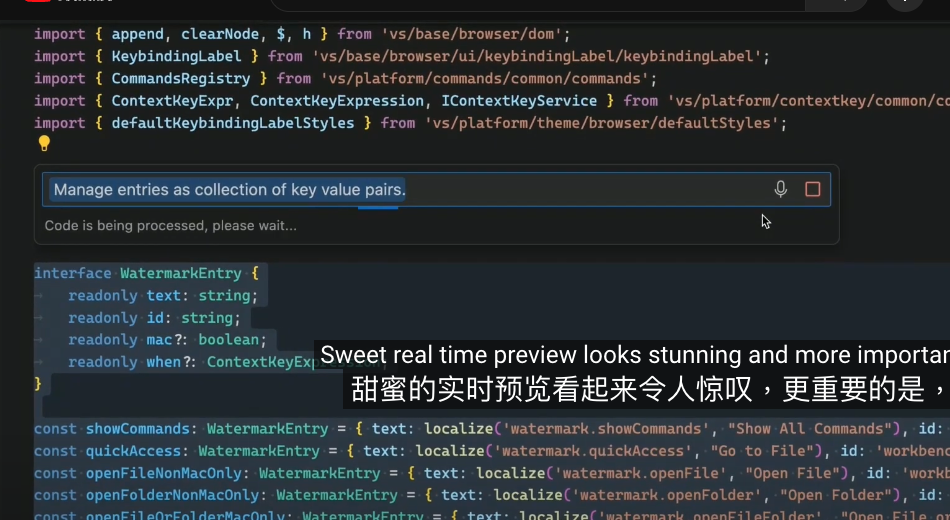 import { append, clearNode, $, h } from 'vs/base/browser/dom';
import { KeybindingLabel } from 'vs/base/browser/ui/keybindingLabel/keybindingLabel';
import { CommandsRegistry } from 'vs/platform/commands/common/commands';
import { ContextKeyExpr, ContextKeyExpression, IContextKeyService } from 'vs/platform/contextkey/common/co
import { defaultKeybindingLabelStyles } from 'vs/platform/theme/browser/defaultStyles';
Manage entries as collection of key value pairs.
Code is being processed, please wait...
interface WatermarkEntry {
readonly text: string;
readonly id: string;
readonly mac?: boolean;
readonly when?: ContextKeyExpression;
}
Sweet real time preview looks stunning and more importan
甜蜜的实时预览看起来令人惊叹，更重要的是，
const showCommands: WatermarkEntry = { text: localize('watermark.showCommands', "Show All Commands"), id:
const quickAccess: WatermarkEntry = { text: localize('watermark.quickAccess', "Go to File"), id: 'workbenc
const openFileNonMacOnly: WatermarkEntry = { text: localize('watermark.openFile', "Open File"), id: 'workb
const openFolderNonMacOnly: WatermarkEntry = { text: localize('watermark.openFolder', "Open Folder"), id:
const openFileOrFolderMacOnly: WatermarkEntry = { text: localize('watermark.openFileFolder', "Open File o